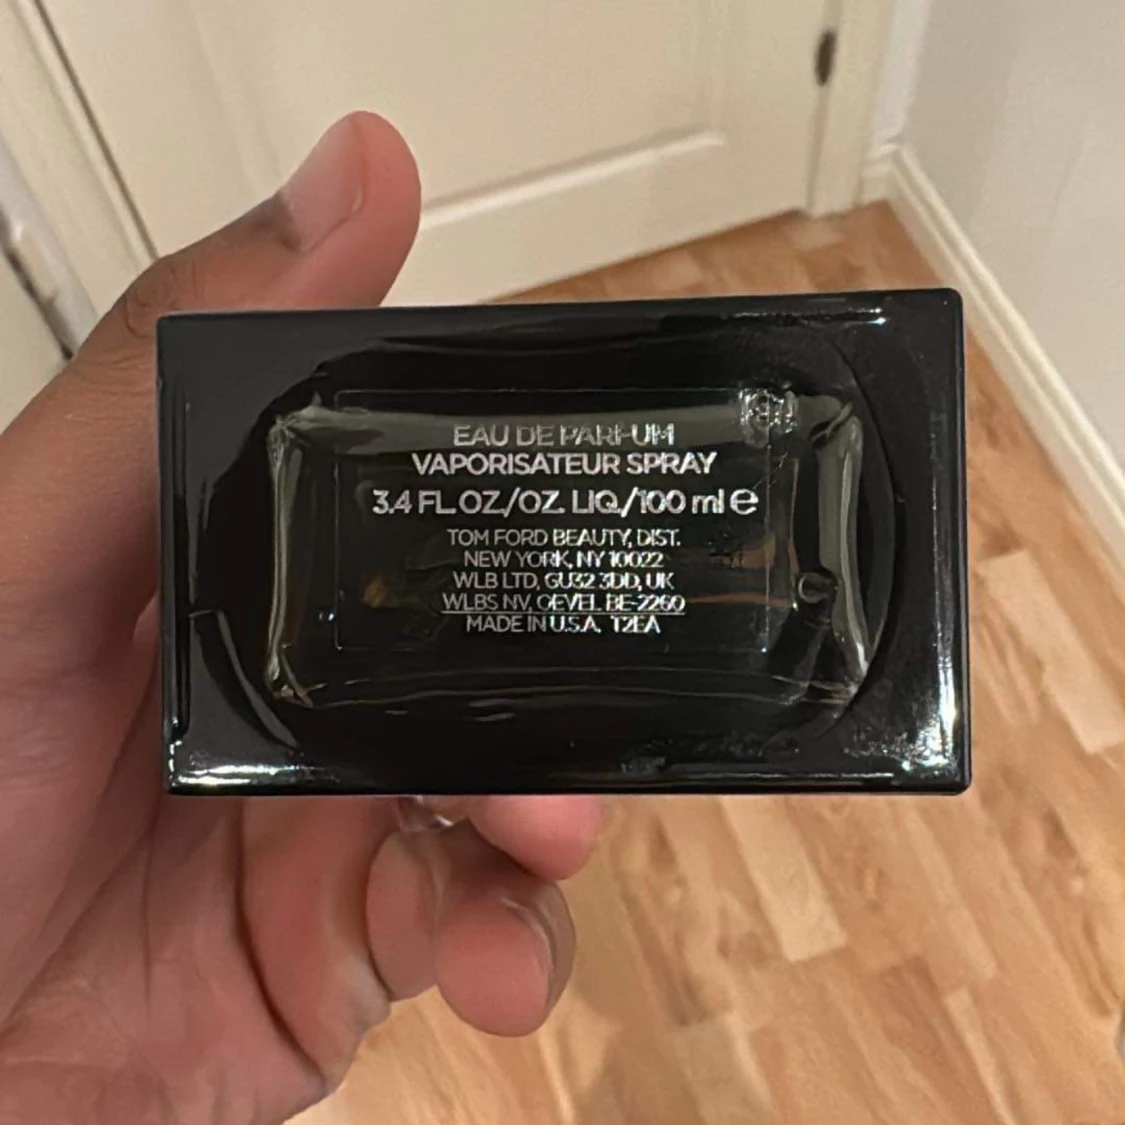 EAU DE PARFUM
VAPORISATEUR SPRAY
3.4 FL.OZ./OZ. LIQ./100 ml ℮
TOM FORD BEAUTY, DIST.
NEW YORK, NY 10022
WLB LTD, GU32 3DD, UK
WLBS NV, OEVEL BE-2260
MADE IN U.S.A. T2EA